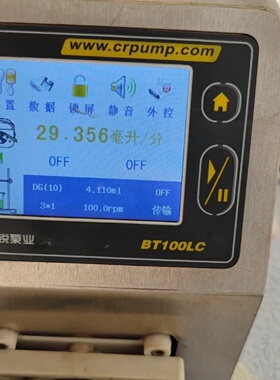 www.crpump.com
置 数据 锁屏 静音 外控
29.356毫升/分
OFF OFF
DG(10) 4.110ml OFF
3*1 100.0rpm 传输
锐泵业
BT100LC